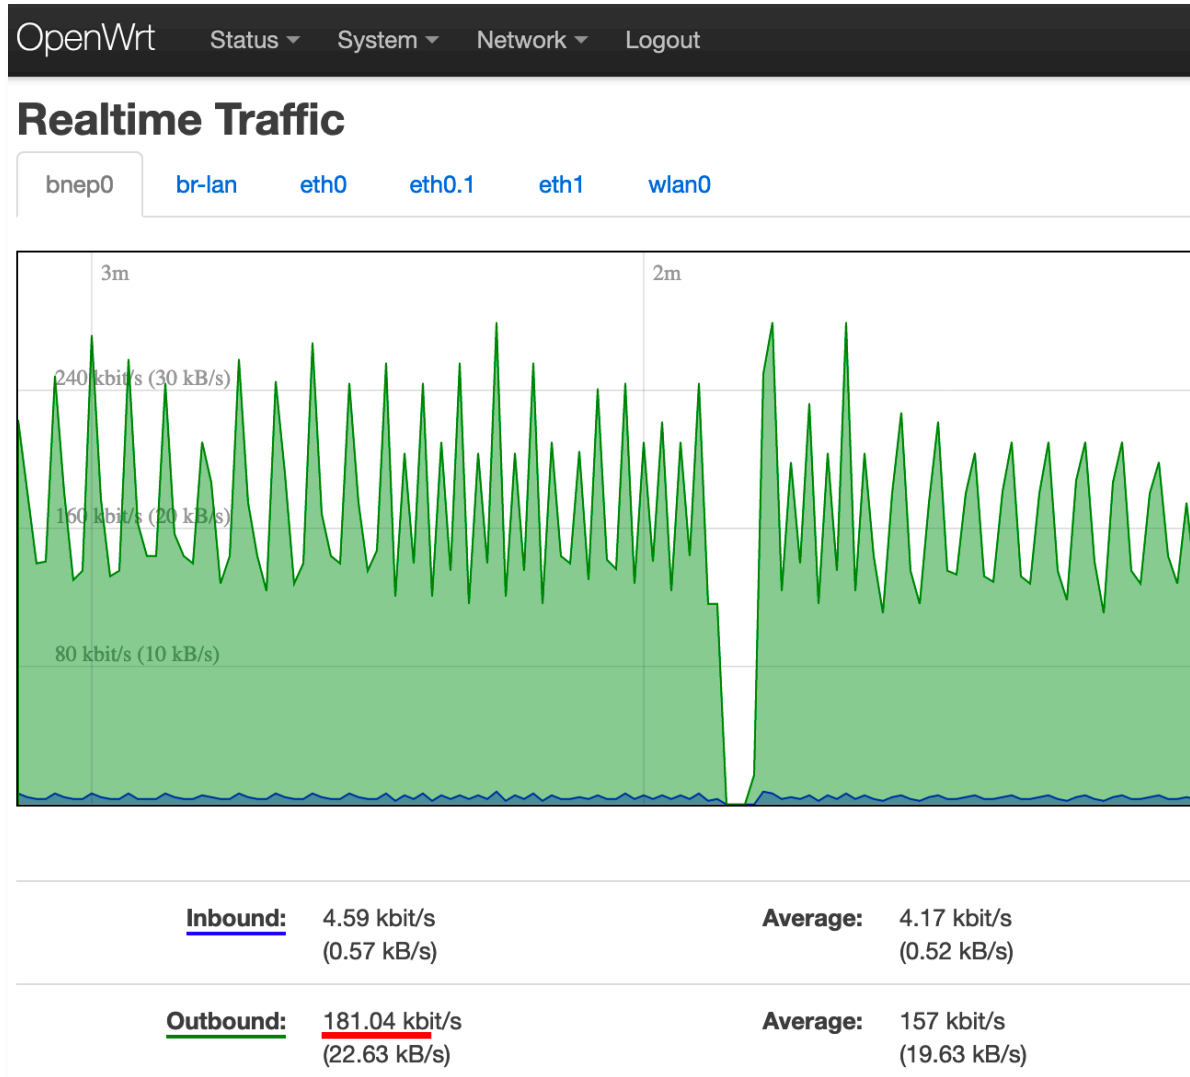 OpenWrt Status System Network Logout
Realtime Traffic
bnep0 br-lan eth0 eth0.1 eth1 wlan0
3m 2m
240 kbit/s (30 kB/s)
160 kbit/s (20 kB/s)
80 kbit/s (10 kB/s)
Inbound: 4.59 kbit/s Average: 4.17 kbit/s
(0.57 kB/s) (0.52 kB/s)
Outbound: 181.04 kbit/s Average: 157 kbit/s
(22.63 kB/s) (19.63 kB/s)